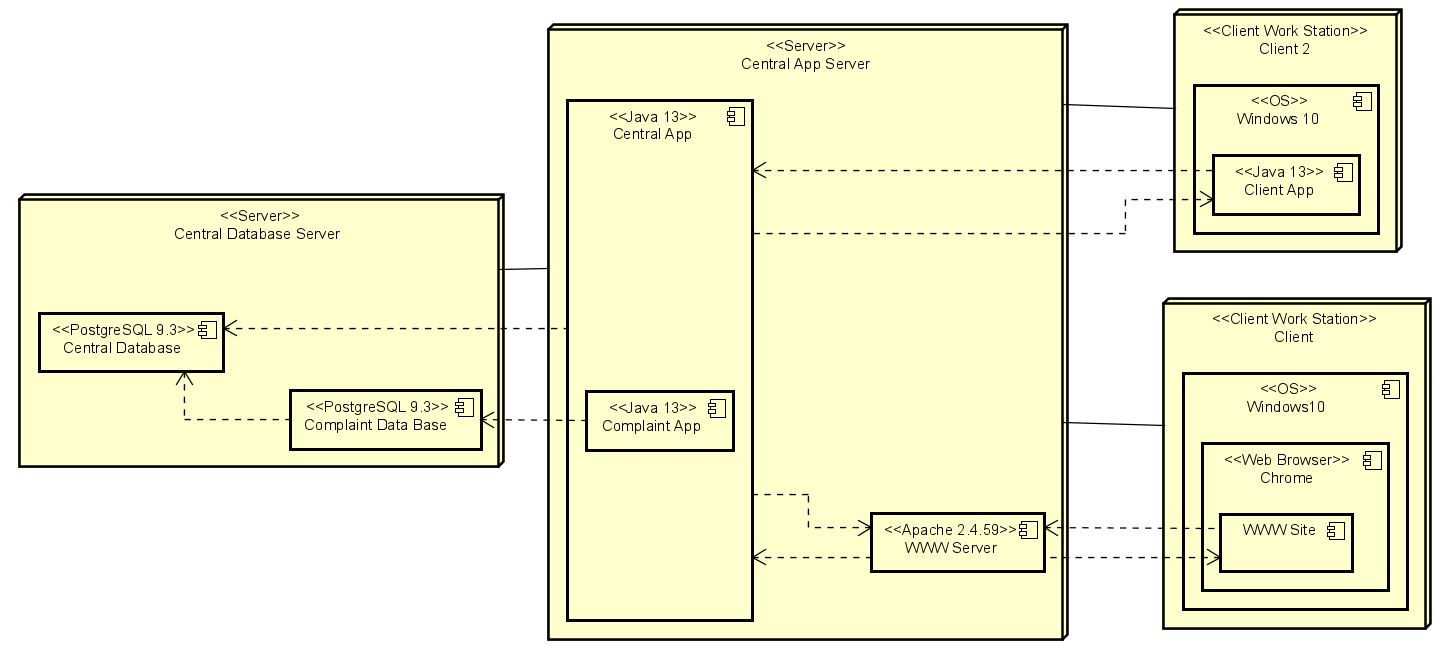 <<Server>>
Central App Server
<<Java 13>>
Central App
<<Client Work Station>>
Client 2
<<OS>>
Windows 10
<<Java 13>>
Client App
<<Server>>
Central Database Server
<<PostgreSQL 9.3>>
Central Database
<<PostgreSQL 9.3>>
Complaint Data Base
<<Java 13>>
Complaint App
<<Apache 2.4.59>>
WWW Server
<<Client Work Station>>
Client
<<OS>>
Windows10
<<Web Browser>>
Chrome
WWW Site